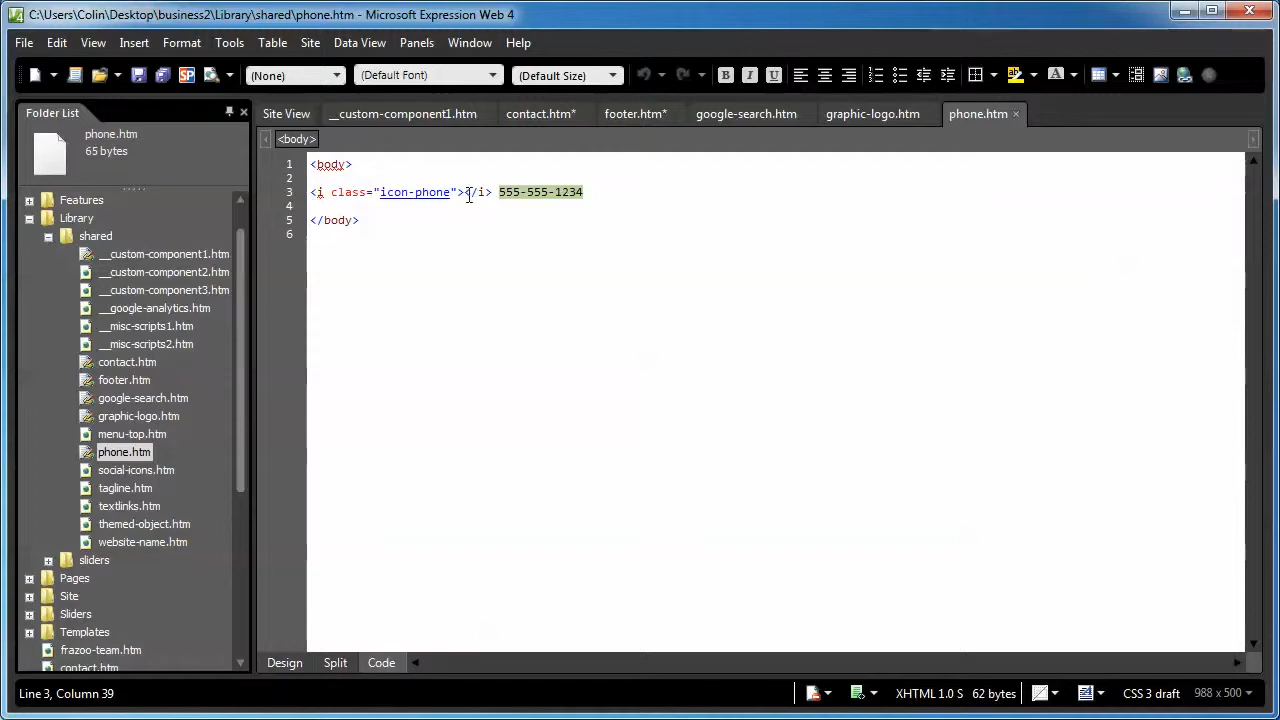 C:\Users\Colin\Desktop\business2\Library\shared\phone.htm - Microsoft Expression Web 4
File Edit View Insert Format Tools Table Site Data View Panels Window Help
(None) (Default Font) (Default Size) B I U A
Folder List
Site View __custom-component1.htm contact.htm* footer.htm* google-search.htm graphic-logo.htm phone.htm
phone.htm
65 bytes
<body>
1 <body>
2
3 <i class="icon-phone"></i> 555-555-1234
4
5 </body>
6
Features
Library
shared
__custom-component1.htm
__custom-component2.htm
__custom-component3.htm
__google-analytics.htm
__misc-scripts1.htm
__misc-scripts2.htm
contact.htm
footer.htm
google-search.htm
graphic-logo.htm
menu-top.htm
phone.htm
social-icons.htm
tagline.htm
textlinks.htm
themed-object.htm
website-name.htm
sliders
Pages
Site
Sliders
Templates
frazoo-team.htm
contact.htm
Design Split Code
Line 3, Column 39
XHTML 1.0 S 62 bytes CSS 3 draft 988 x 500